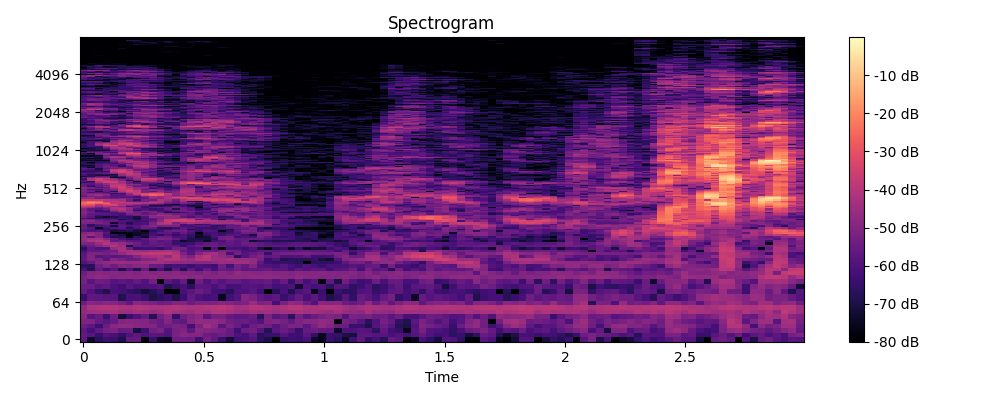 Spectrogram
4096
2048
1024
512
256
128
64
0
Hz
0
0.5
1
1.5
2
2.5
Time
-10 dB
-20 dB
-30 dB
-40 dB
-50 dB
-60 dB
-70 dB
-80 dB